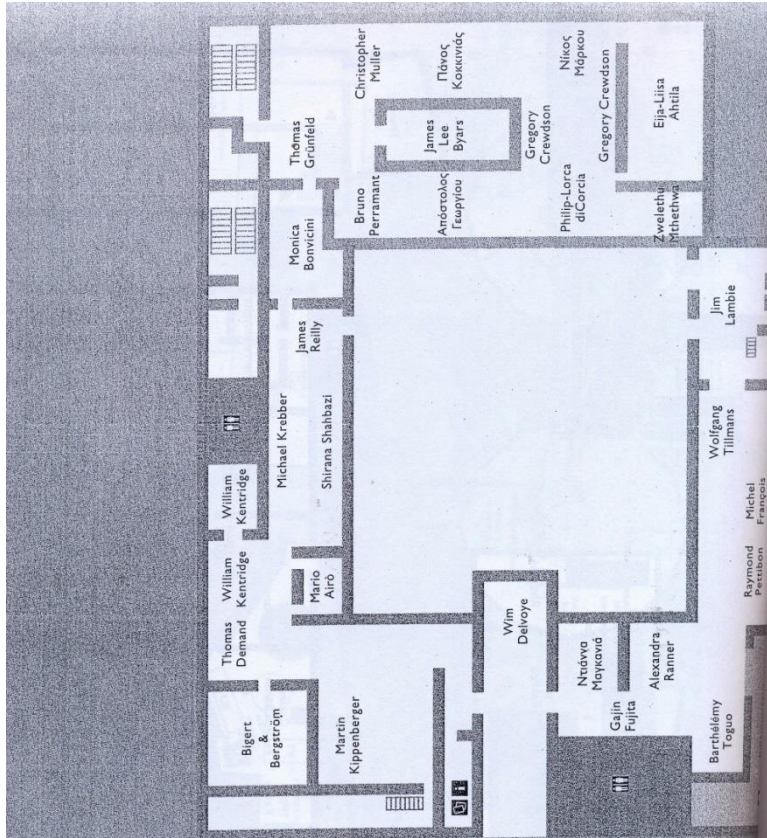 Thomas
Demand
William
Kentridge
William
Kentridge
Bigert
&
Bergström
Michael Krebber
Shirana Shahbazi
James
Reilly
Monica
Bonvicini
Thomas
Grünfeld
Mario
Airò
Martin
Kippenberger
Bruno
Perramant
Christopher
Muller
Απόστολος
Γεωργίου
James
Lee
Byars
Πάνος
Κοκκινιάς
Wim
Delvoye
Gregory
Crewdson
Philip-Lorca
diCorcia
Νίκος
Μάρκου
Ντιάννα
Μαγκανιά
Gajin
Fujita
Gregory Crewdson
Alexandra
Ranner
Zwelethu
Mthethwa
Eija-Liisa
Ahtila
Barthélémy
Toguo
Wolfgang
Tillmans
Jim
Lambie
Raymond
Pettibon
Michel
François